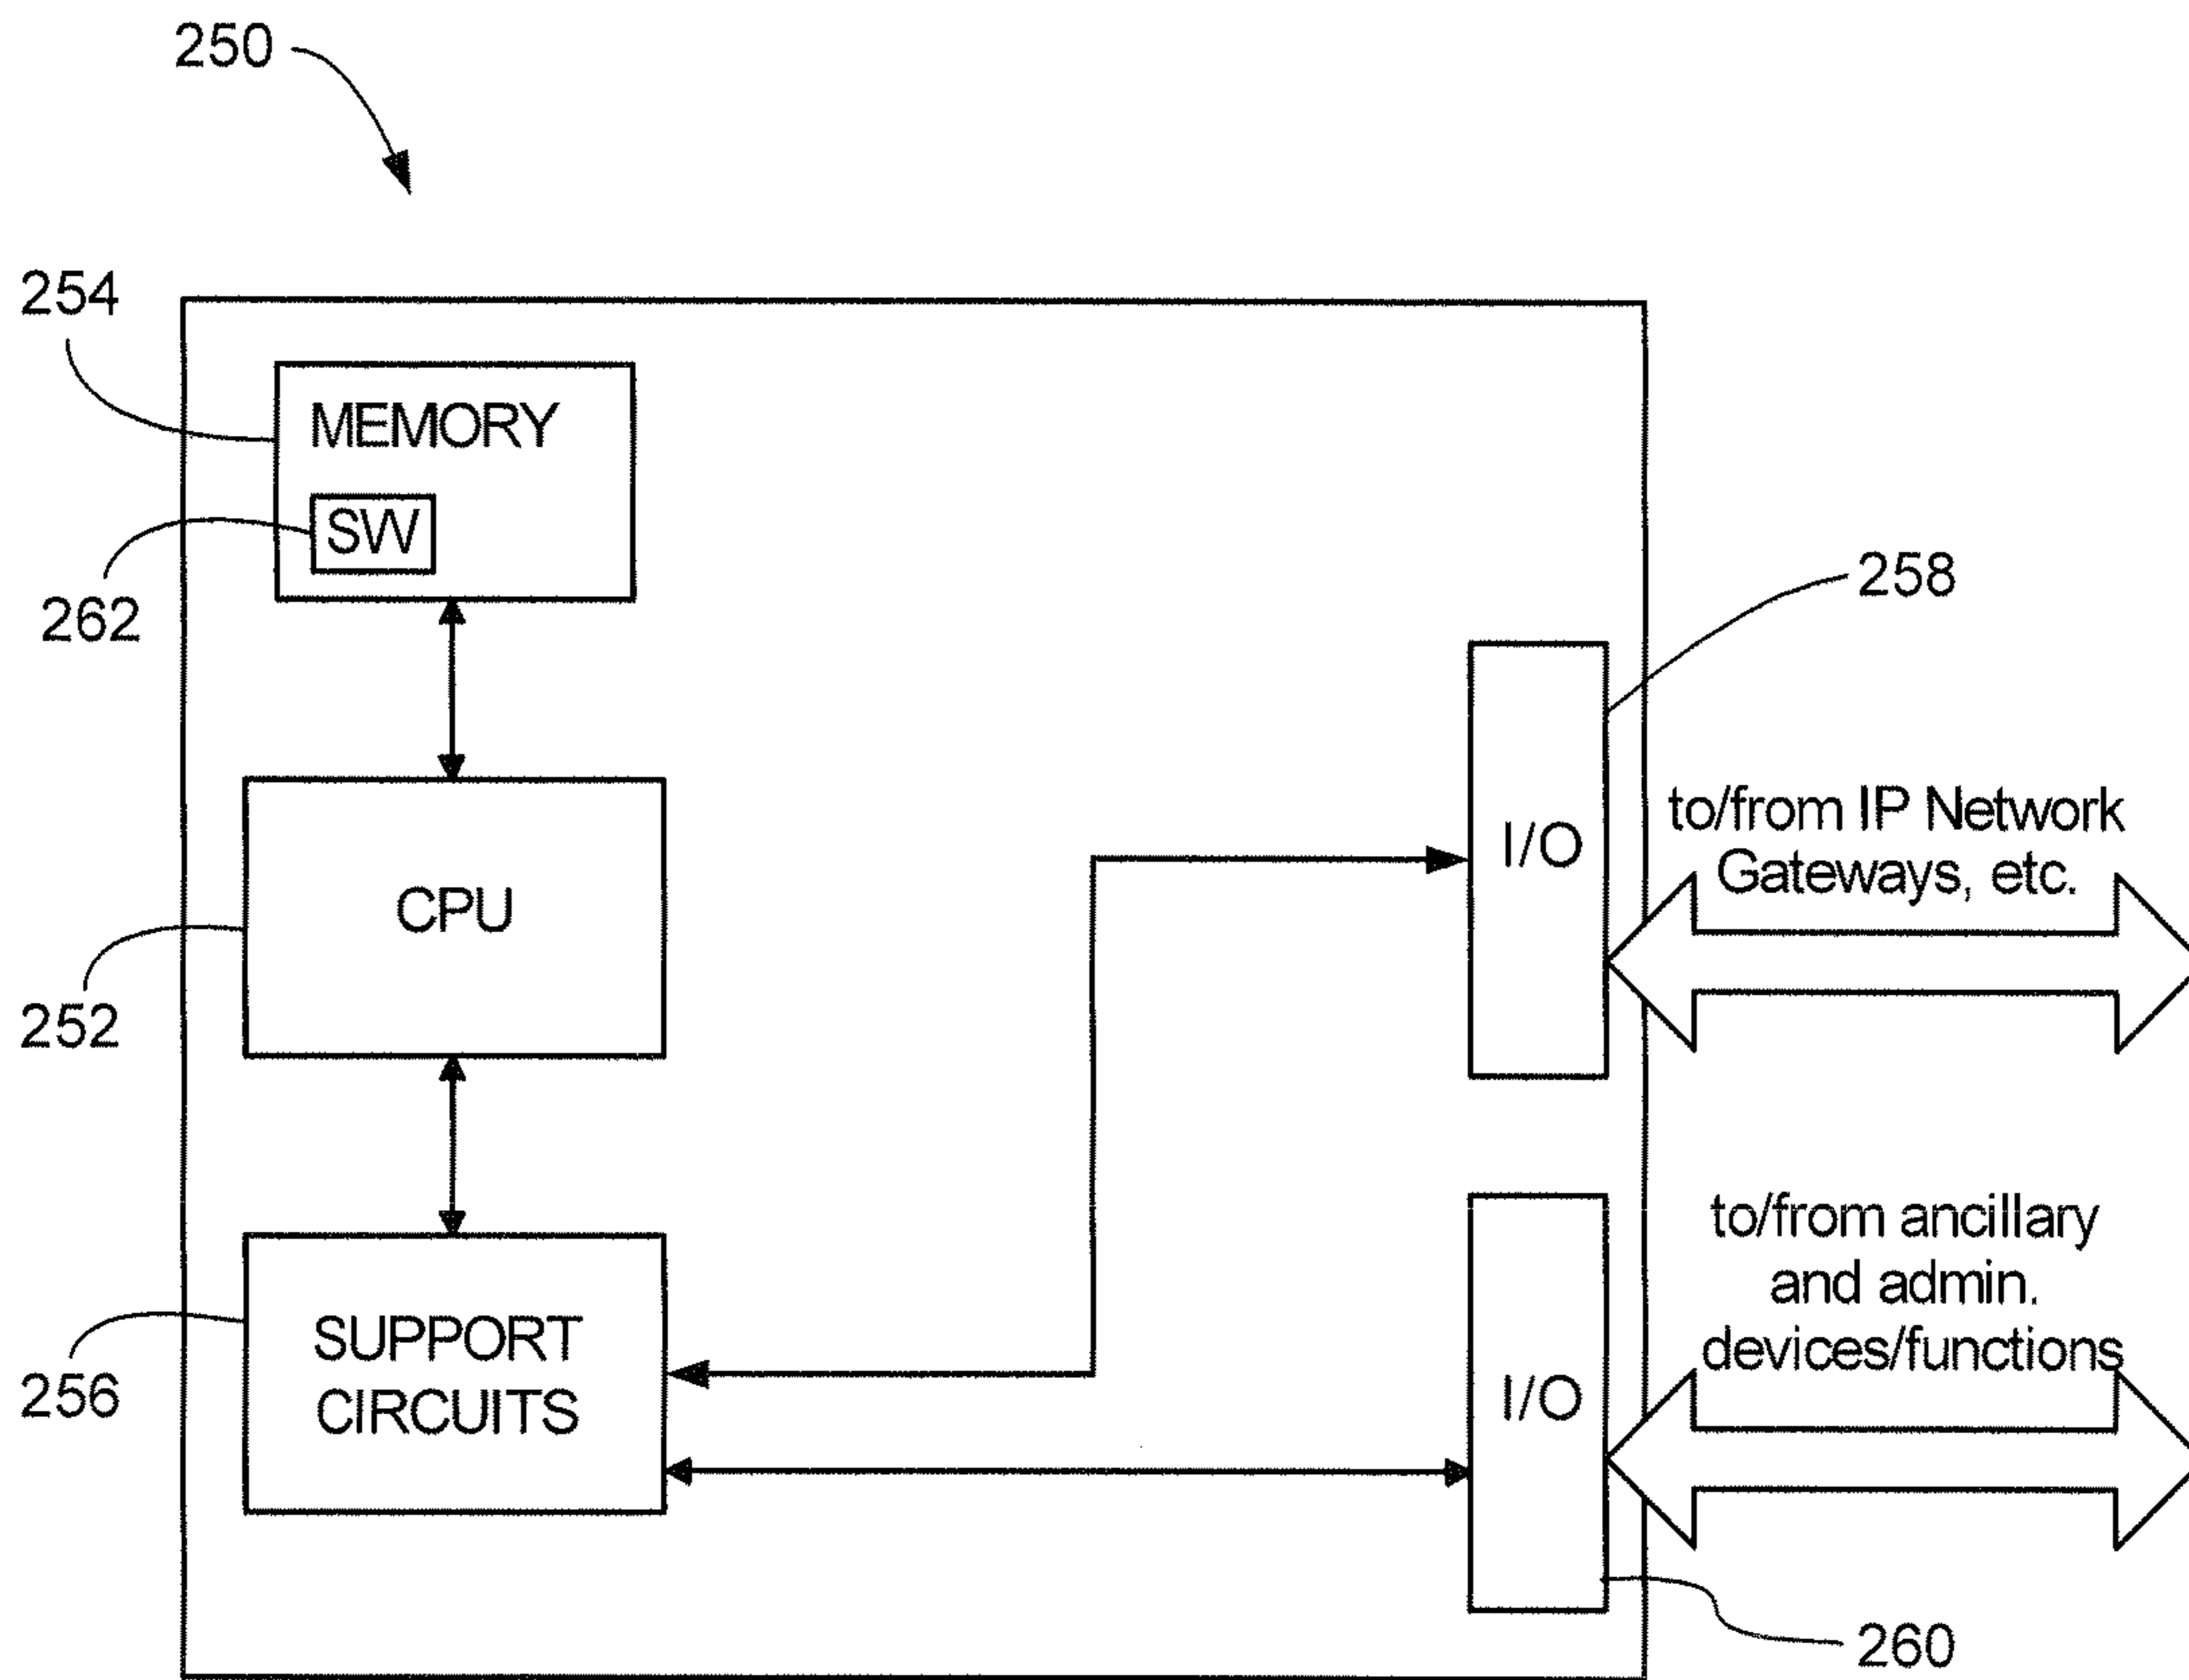 250
254
MEMORY
SW
262
258
to/from IP Network
Gateways, etc.
I/O
CPU
252
to/from ancillary
and admin.
devices/functions
SUPPORT
CIRCUITS
256
I/O
260